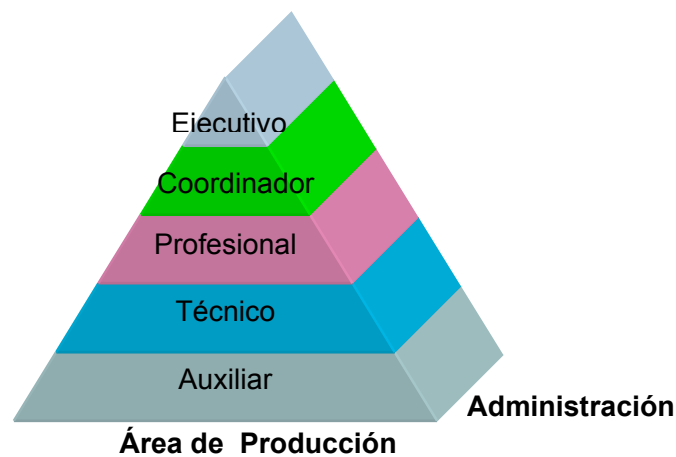 Ejecutivo
Coordinador
Profesional
Técnico
Auxiliar
Administración
Área de Producción